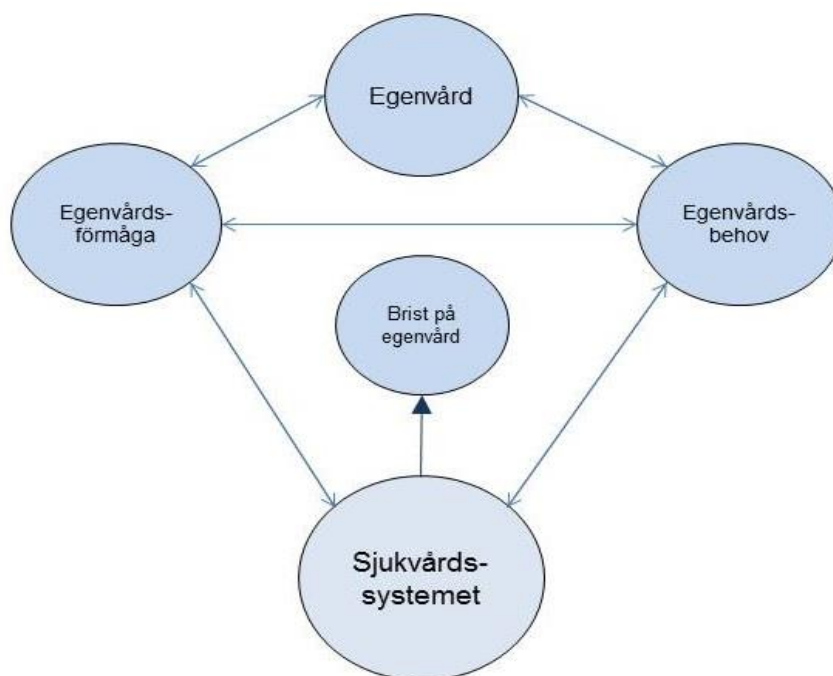 Egenvård
Egenvårds-
förmåga
Egenvårds-
behov
Brist på
egenvård
Sjukvårds-
systemet